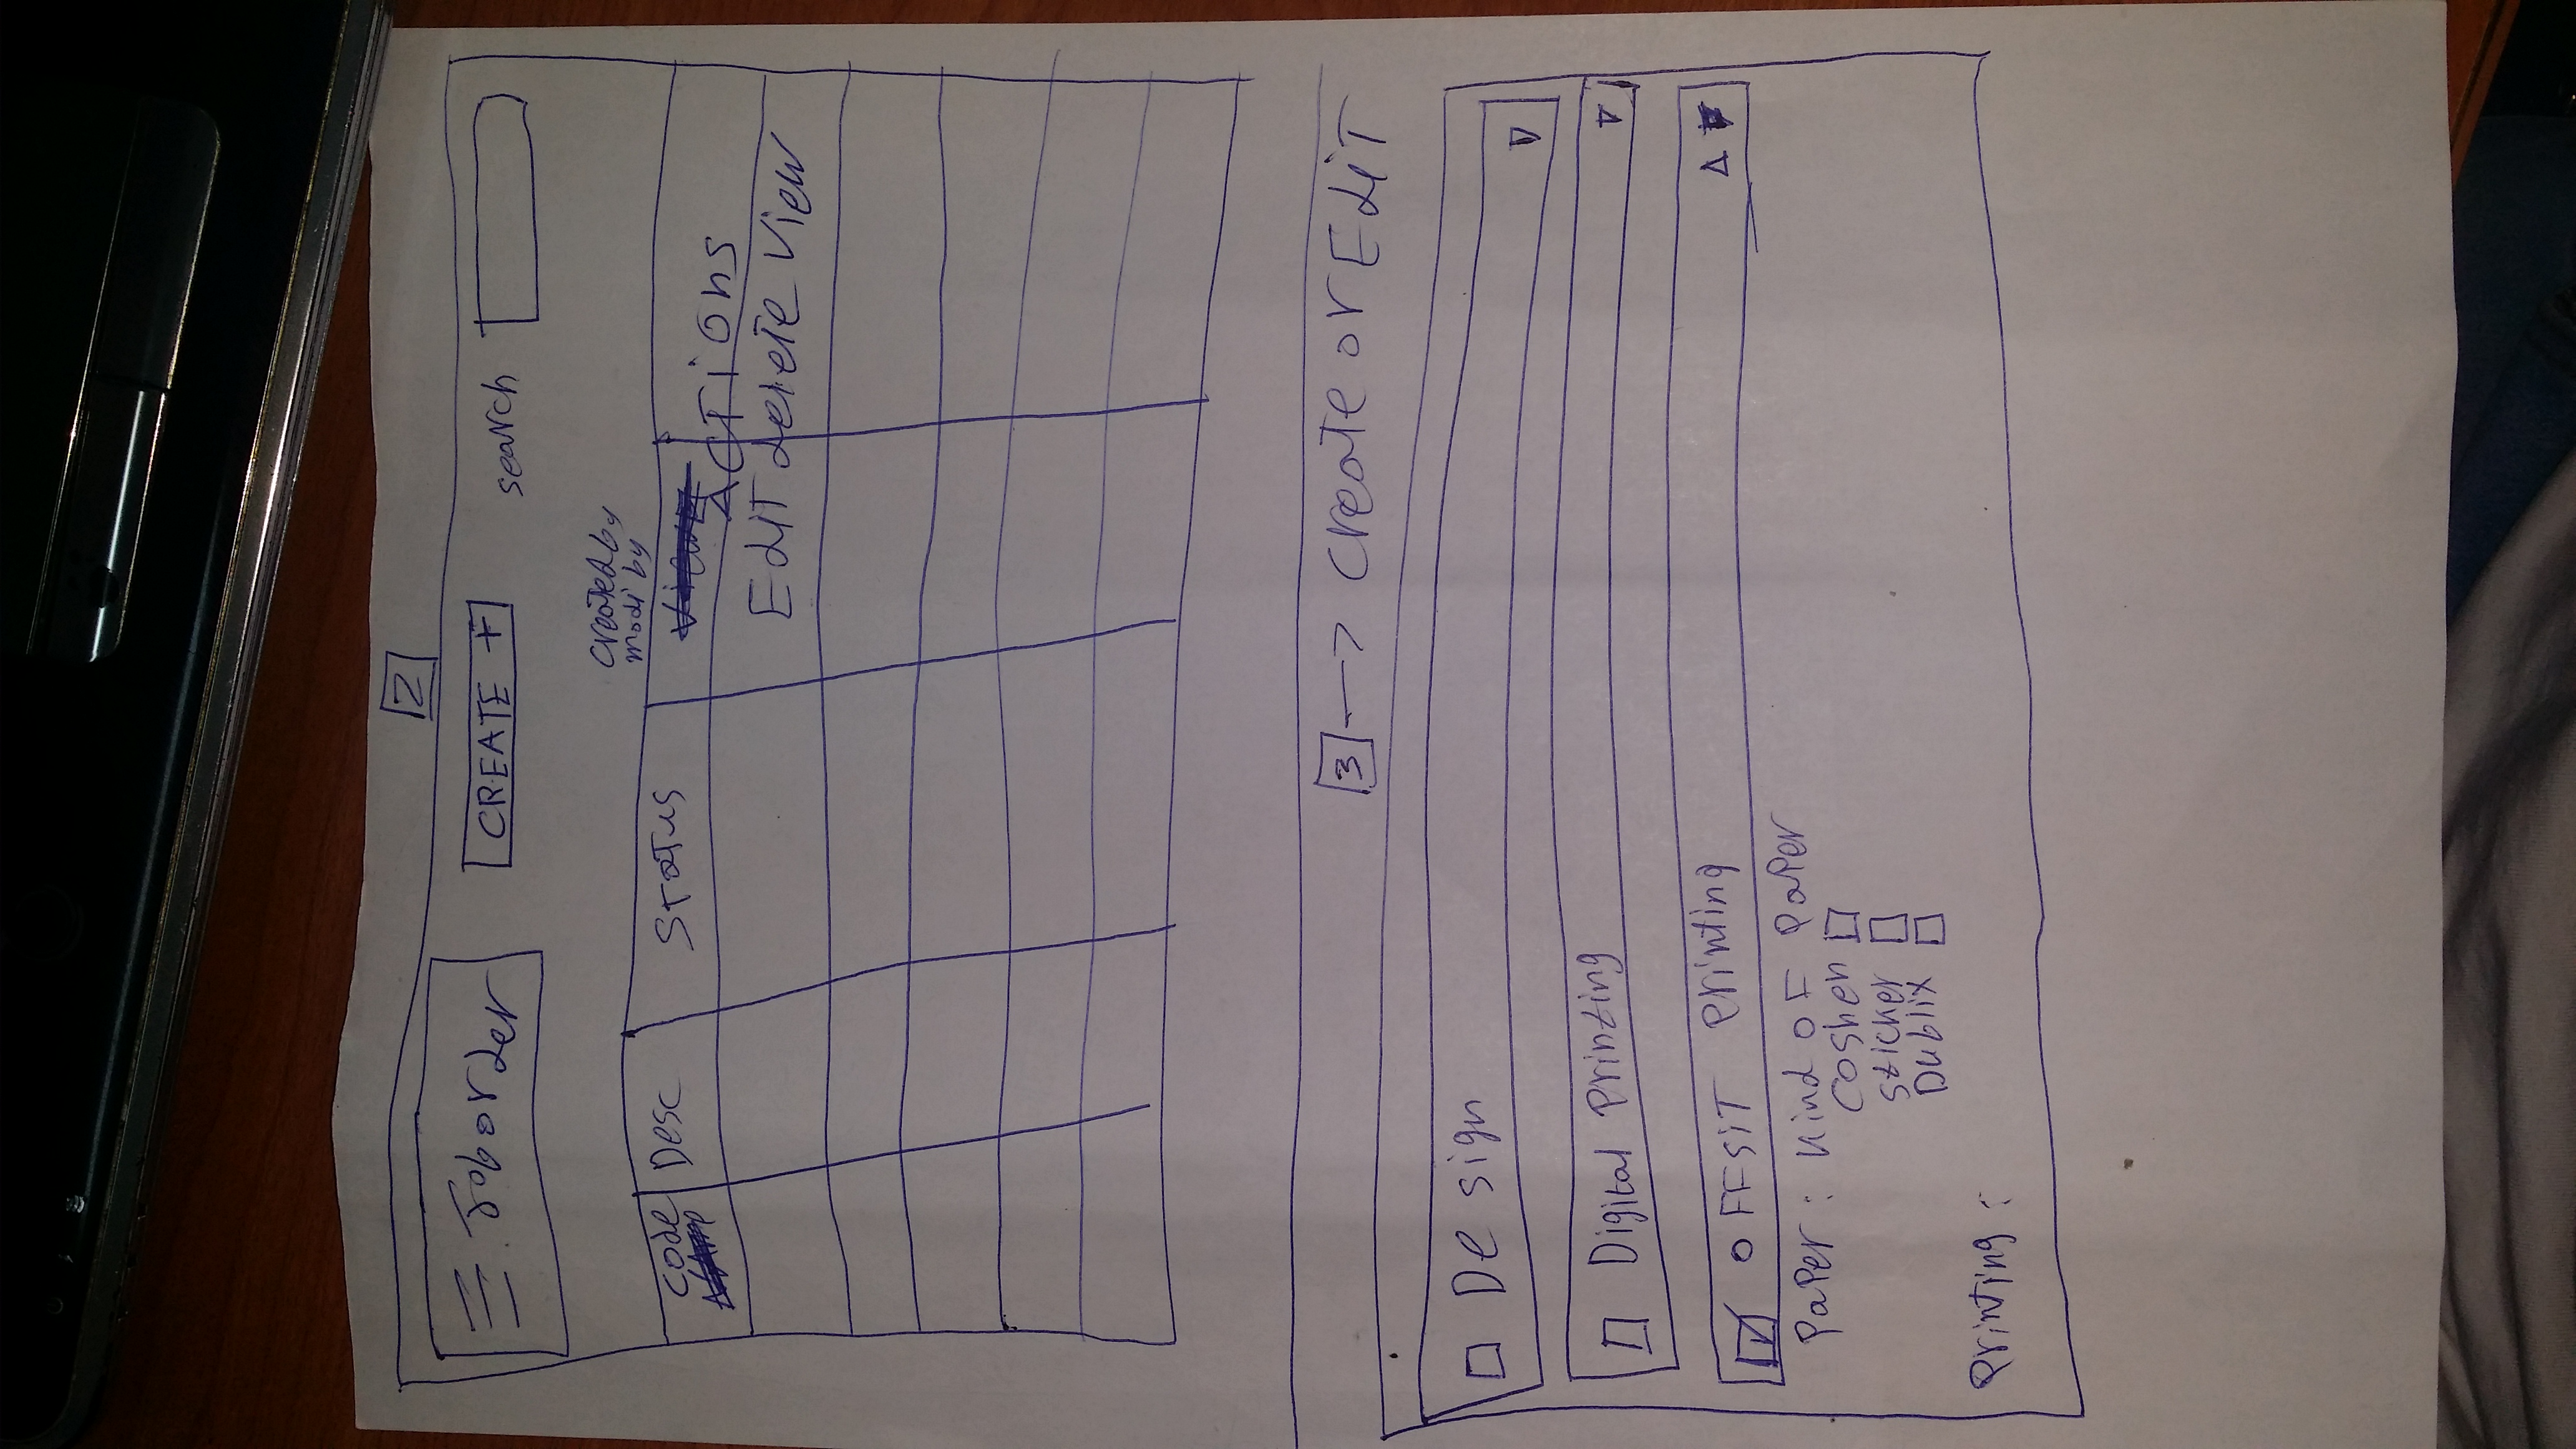 2
Joborder
CREATE +
search
created by
modi by
code
Desc
Status
ACTiOns
EdiT delete View
3 -> create or EdiT
Design
Digital Printing
OFFSiT Printing
PaPer : Kind OF PaPer
Cosheh
Sticker
Dublix
Printing :